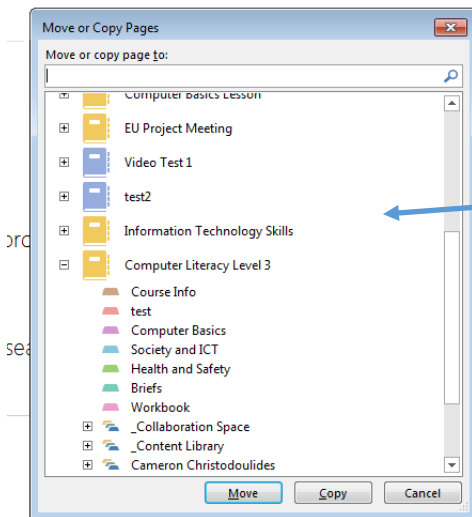 Move or Copy Pages
Move or copy page to:
Computer Basics Lesson
EU Project Meeting
Video Test 1
test2
Information Technology Skills
Computer Literacy Level 3
Course Info
test
Computer Basics
Society and ICT
Health and Safety
Briefs
Workbook
_Collaboration Space
_Content Library
Cameron Christodoulides
Move Copy Cancel